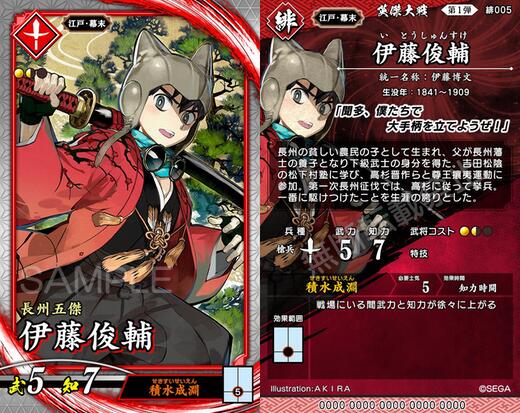 江戸・幕末
SAMPLE
長州五傑
伊藤俊輔
武5 知7
せきすいせいえん
積水成淵
5
緋
江戸・幕末
英傑大戦
第1弾
緋005
いとうしゅんすけ
伊藤俊輔
統一名称：伊藤博文
生没年：1841～1909
「聞多、僕たちで
大手柄を立てようぜ！」
長州の貧しい農民の子として生まれ、父が長州藩
士の養子となり下級武士の身分を得た。吉田松陰
の松下村塾に学び、高杉晋作らと尊王攘夷運動に
参加。第一次長州征伐では、高杉に従って挙兵。
一番に駆けつけたことを生涯の誇りとした。
兵種 武力 知力 武将コスト
槍兵 5 7 特技
せきすいせいえん
積水成淵
必要士気
5
効果時間
知力時間
戦場にいる間武力と知力が徐々に上がる
効果範囲
Illustration:AKIRA
©SEGA
0000 0000 0000 0000 0000